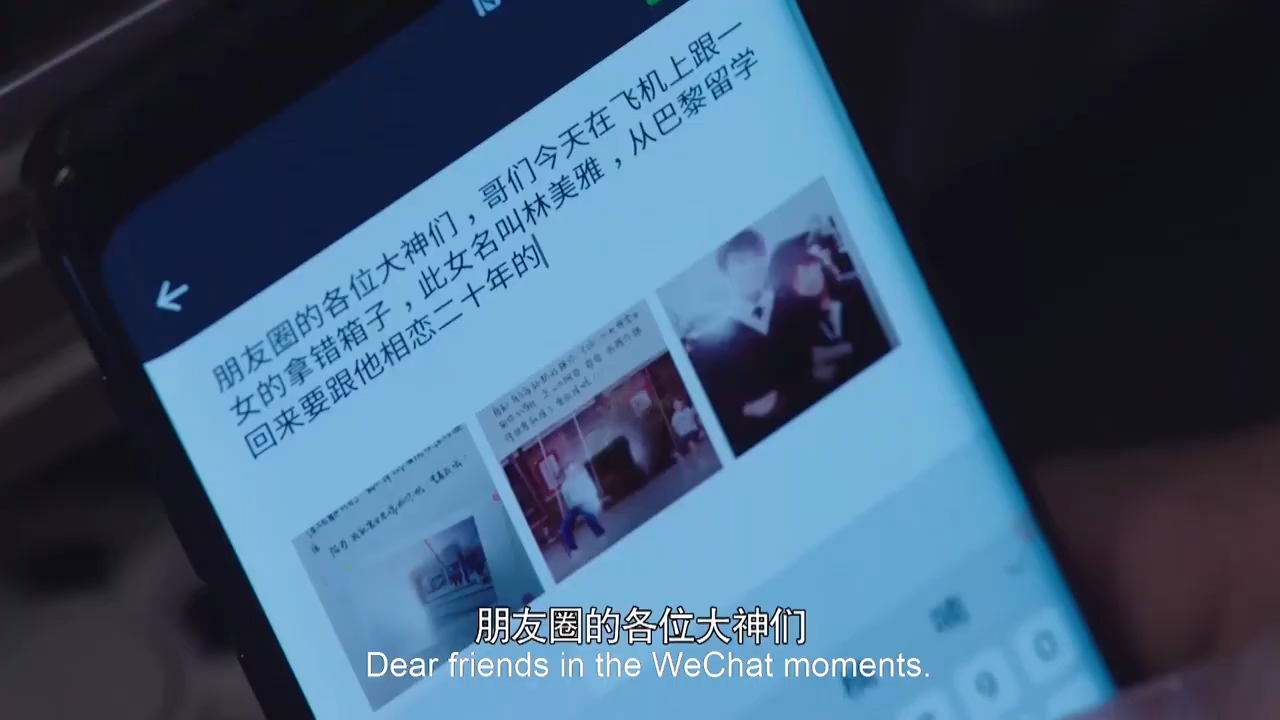 朋友圈的各位大神们，哥们今天在飞机上跟一
女的拿错箱子，此女名叫林美雅，从巴黎留学
回来要跟他相恋二十年的
朋友圈的各位大神们
Dear friends in the WeChat moments.